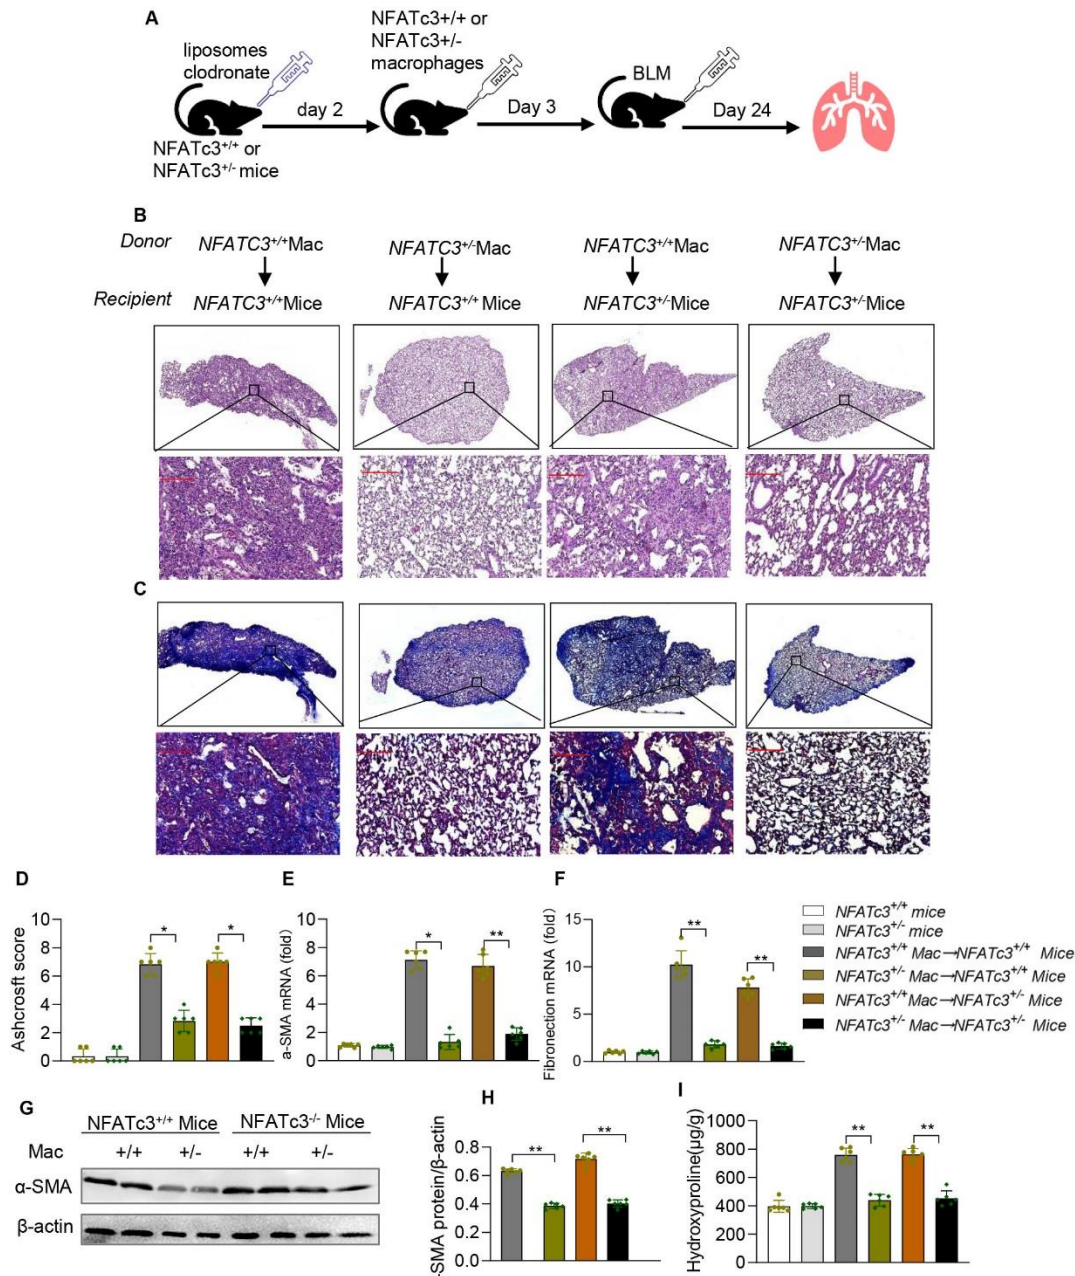 A
liposomes
clodronate
NFATc3+/+ or
NFATc3+/-
macrophages
BLM
day 2
Day 3
Day 24
NFATc3+/+ or
NFATc3+/- mice
B
Donor
NFATC3+/+Mac
NFATC3+/-Mac
NFATC3+/+Mac
NFATC3+/-Mac
Recipient
NFATC3+/+Mice
NFATC3+/+ Mice
NFATC3+/-Mice
NFATC3+/-Mice
C
D
Ashcrosft score
10
8
6
4
2
0
*
*
E
a-SMA mRNA (fold)
10
8
6
4
2
0
*
**
F
Fibronection mRNA (fold)
15
10
5
0
**
**
NFATc3+/+ mice
NFATc3+/- mice
NFATc3+/+ Mac→NFATc3+/+ Mice
NFATc3+/- Mac→NFATc3+/+ Mice
NFATc3+/+ Mac→NFATc3+/- Mice
NFATc3+/- Mac→NFATc3+/- Mice
G
NFATc3+/+ Mice
NFATc3-/- Mice
Mac
+/+
+/-
+/+
+/-
α-SMA
β-actin
H
-SMA protein/β-actin
0.8
0.6
0.4
0.2
0.0
**
**
I
Hydroxyproline(μg/g)
1000
800
600
400
200
0
**
**